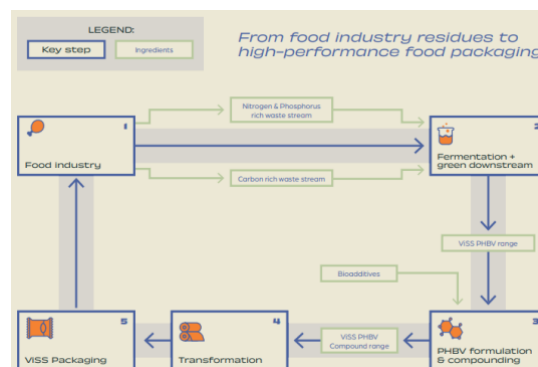 LEGEND:
Key step
Ingredients
From food industry residues to
high-performance food packaging
Nitrogen & Phosphorus
rich waste stream
1
Food industry
2
Fermentation +
green downstream
Carbon rich waste stream
ViSS PHBV range
Bioadditives
5
ViSS Packaging
4
Transformation
ViSS PHBV
Compound range
3
PHBV formulation
& compounding